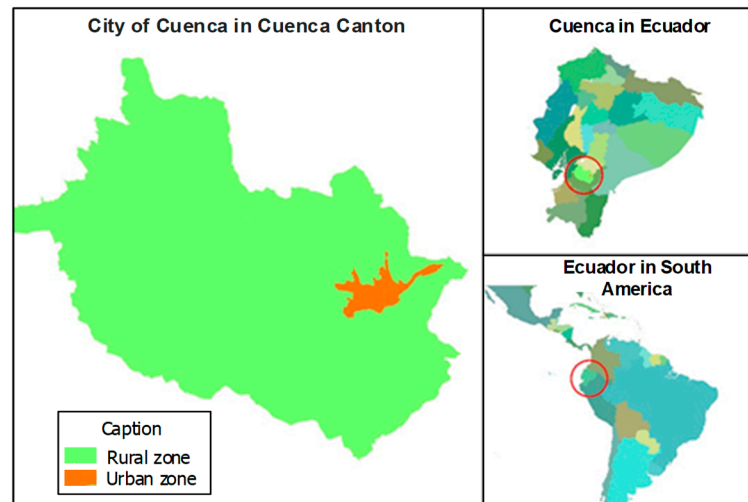 City of Cuenca in Cuenca Canton
Caption
Rural zone
Urban zone
Cuenca in Ecuador
Ecuador in South
America